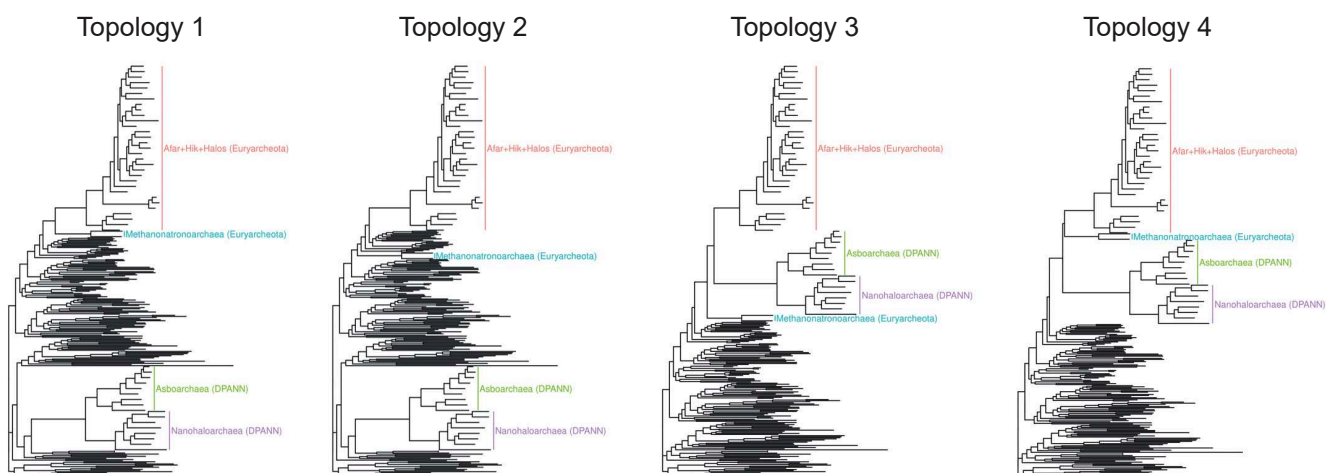 Topology 1
Topology 2
Topology 3
Topology 4
Afar+Hik+Halos (Euryarcheota)
Methanonatronoarchaea (Euryarcheota)
Asboarchaea (DPANN)
Nanohaloarchaea (DPANN)
Afar+Hik+Halos (Euryarcheota)
Methanonatronoarchaea (Euryarcheota)
Asboarchaea (DPANN)
Nanohaloarchaea (DPANN)
Afar+Hik+Halos (Euryarcheota)
Asboarchaea (DPANN)
Nanohaloarchaea (DPANN)
Methanonatronoarchaea (Euryarcheota)
Afar+Hik+Halos (Euryarcheota)
Methanonatronoarchaea (Euryarcheota)
Asboarchaea (DPANN)
Nanohaloarchaea (DPANN)